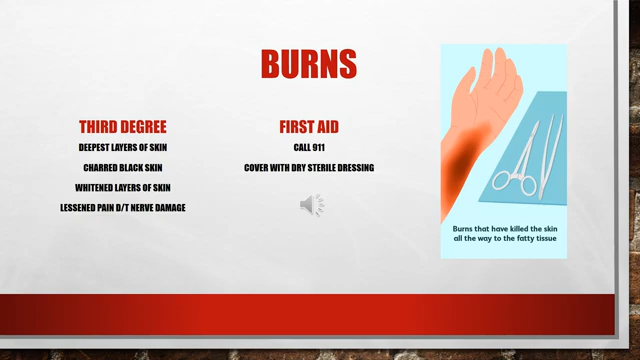 BURNS
THIRD DEGREE
DEEPEST LAYERS OF SKIN
CHARRED BLACK SKIN
WHITENED LAYERS OF SKIN
LESSENED PAIN D/T NERVE DAMAGE
FIRST AID
CALL 911
COVER WITH DRY STERILE DRESSING
Burns that have killed the skin
all the way to the fatty tissue